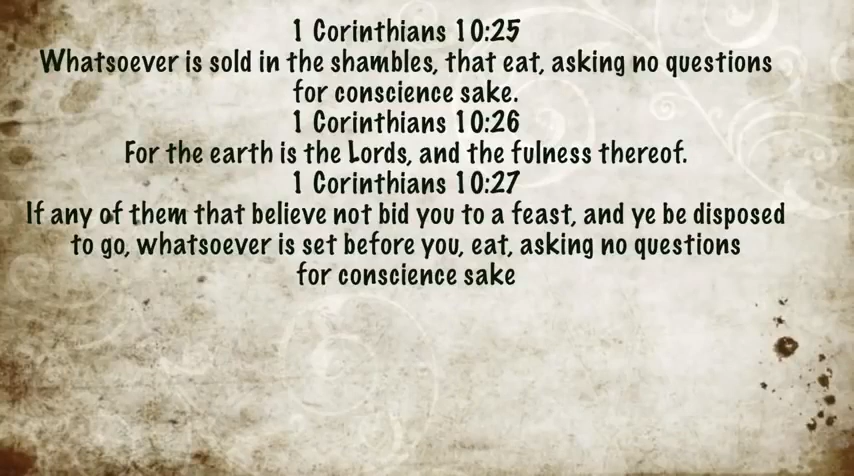 1 Corinthians 10:25
Whatsoever is sold in the shambles, that eat, asking no questions
for conscience sake.
1 Corinthians 10:26
For the earth is the Lords, and the fulness thereof.
1 Corinthians 10:27
If any of them that believe not bid you to a feast, and ye be disposed
to go, whatsoever is set before you, eat, asking no questions
for conscience sake